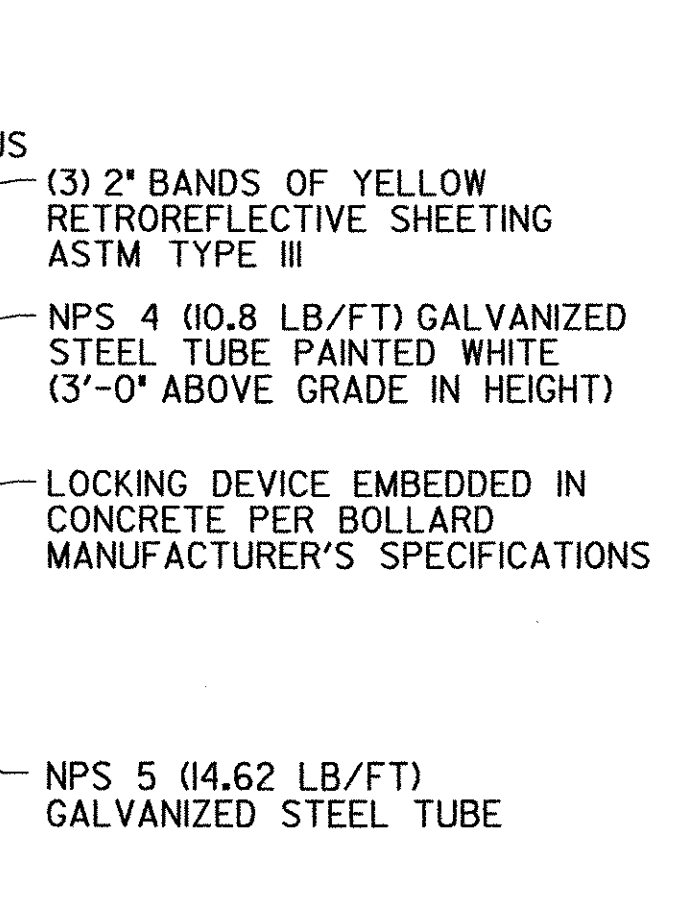 (3) 2" BANDS OF YELLOW
RETROREFLECTIVE SHEETING
ASTM TYPE III
NPS 4 (10.8 LB/FT) GALVANIZED
STEEL TUBE PAINTED WHITE
(3'-0" ABOVE GRADE IN HEIGHT)
LOCKING DEVICE EMBEDDED IN
CONCRETE PER BOLLARD
MANUFACTURER'S SPECIFICATIONS
NPS 5 (14.62 LB/FT)
GALVANIZED STEEL TUBE